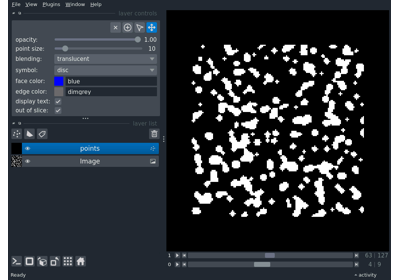 File View Plugins Window Help
layer controls
opacity: 1.00
point size: 10
blending: translucent
symbol: disc
face color: blue
edge color: dimgrey
display text:
out of slice:
layer list
points
Image
1 63 127
0 4 9
Ready activity